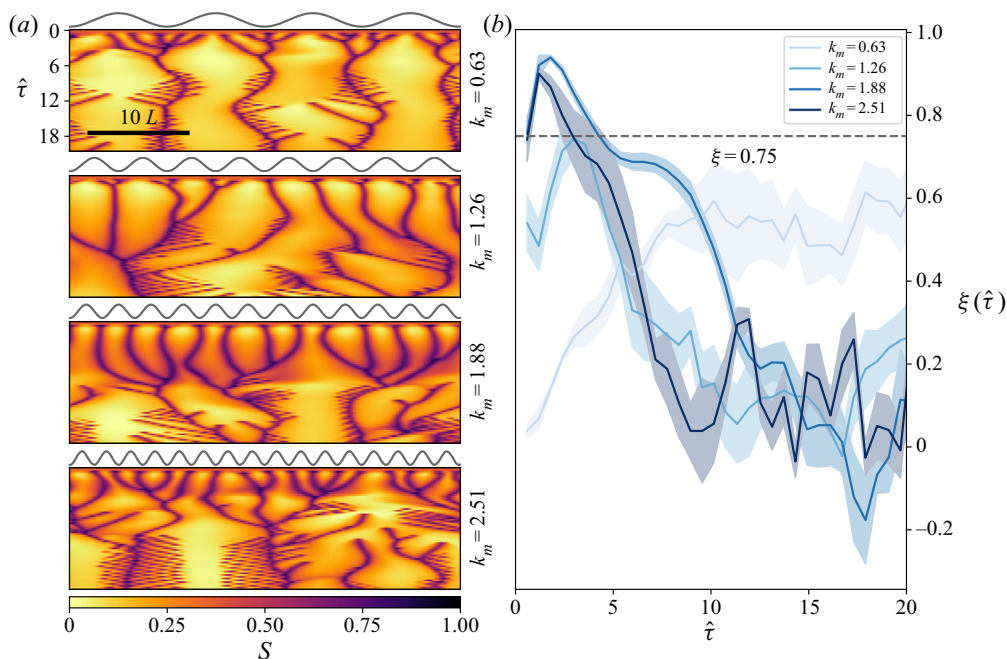 (a)
0
6
τ̂
12
18
10 L
k_m = 0.63
k_m = 1.26
k_m = 1.88
k_m = 2.51
0
0.25
0.50
0.75
1.00
S
(b)
k_m = 0.63
k_m = 1.26
k_m = 1.88
k_m = 2.51
ξ = 0.75
1.0
0.8
0.6
0.4
ξ (τ̂)
0.2
0
−0.2
0
5
10
15
20
τ̂